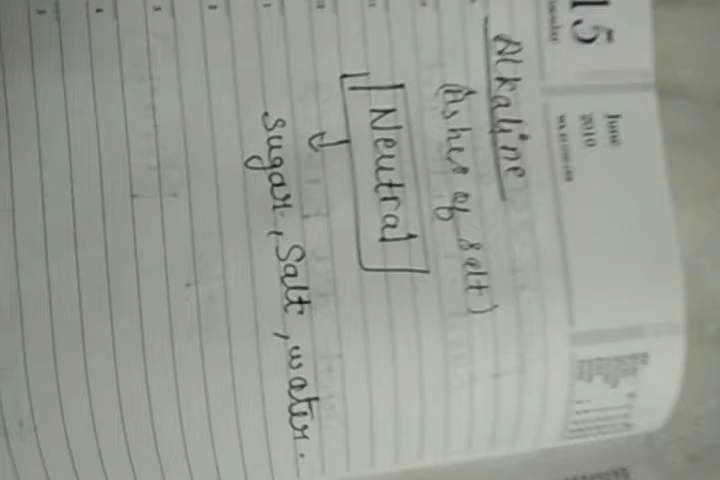 15
June
2010
Alkaline
(Ashes of salt)
Neutral
↓
Sugar, Salt, water.